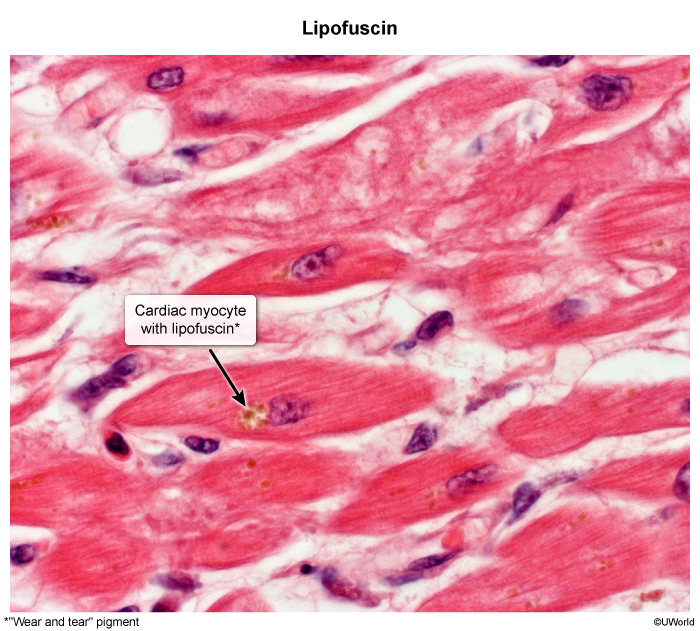 Lipofuscin
Cardiac myocyte
with lipofuscin*
*"Wear and tear" pigment
©UWorld